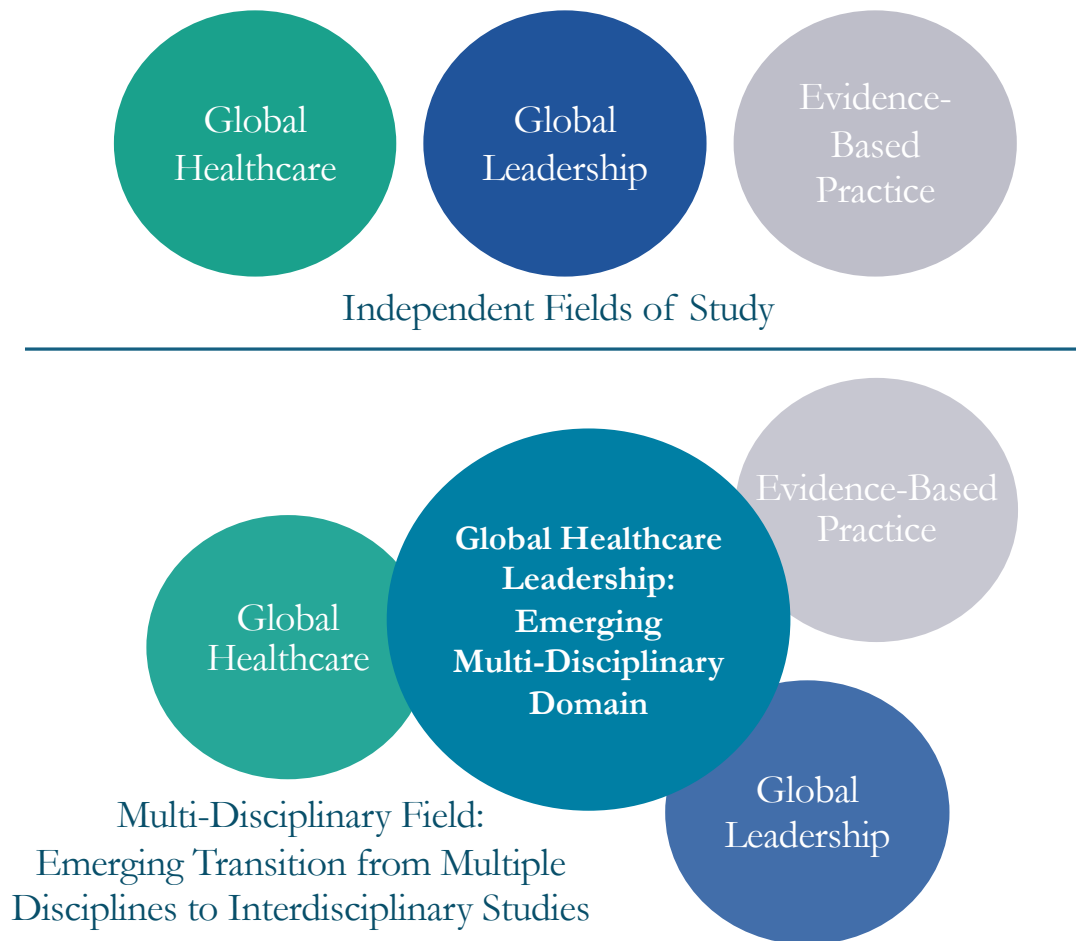 Global
Healthcare
Global
Leadership
Evidence-
Based
Practice
Independent Fields of Study
Evidence-Based
Practice
Global Healthcare
Leadership:
Emerging
Multi-Disciplinary
Domain
Global
Healthcare
Global
Leadership
Multi-Disciplinary Field:
Emerging Transition from Multiple
Disciplines to Interdisciplinary Studies